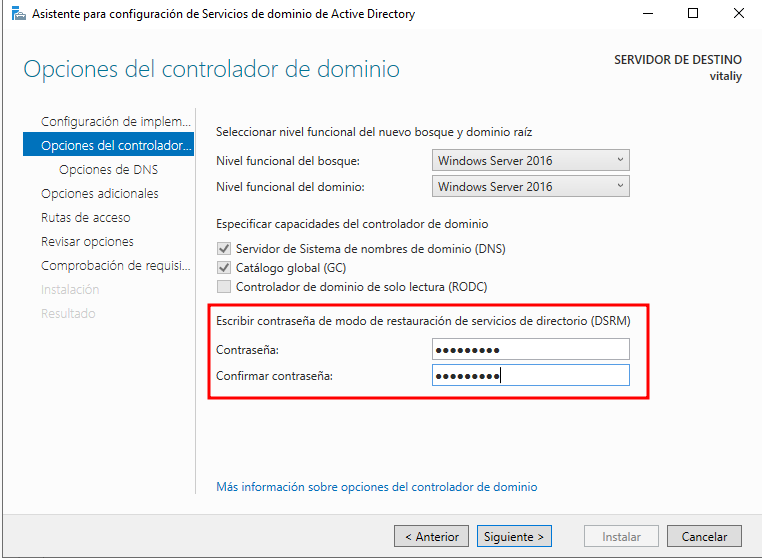 Asistente para configuración de Servicios de dominio de Active Directory
Opciones del controlador de dominio
SERVIDOR DE DESTINO
vitaliy
Configuración de implem...
Opciones del controlador...
Opciones de DNS
Opciones adicionales
Rutas de acceso
Revisar opciones
Comprobación de requisi...
Instalación
Resultado
Seleccionar nivel funcional del nuevo bosque y dominio raíz
Nivel funcional del bosque: Windows Server 2016
Nivel funcional del dominio: Windows Server 2016
Especificar capacidades del controlador de dominio
Servidor de Sistema de nombres de dominio (DNS)
Catálogo global (GC)
Controlador de dominio de solo lectura (RODC)
Escribir contraseña de modo de restauración de servicios de directorio (DSRM)
Contraseña: •••••••••
Confirmar contraseña: •••••••••
Más información sobre opciones del controlador de dominio
< Anterior Siguiente > Instalar Cancelar